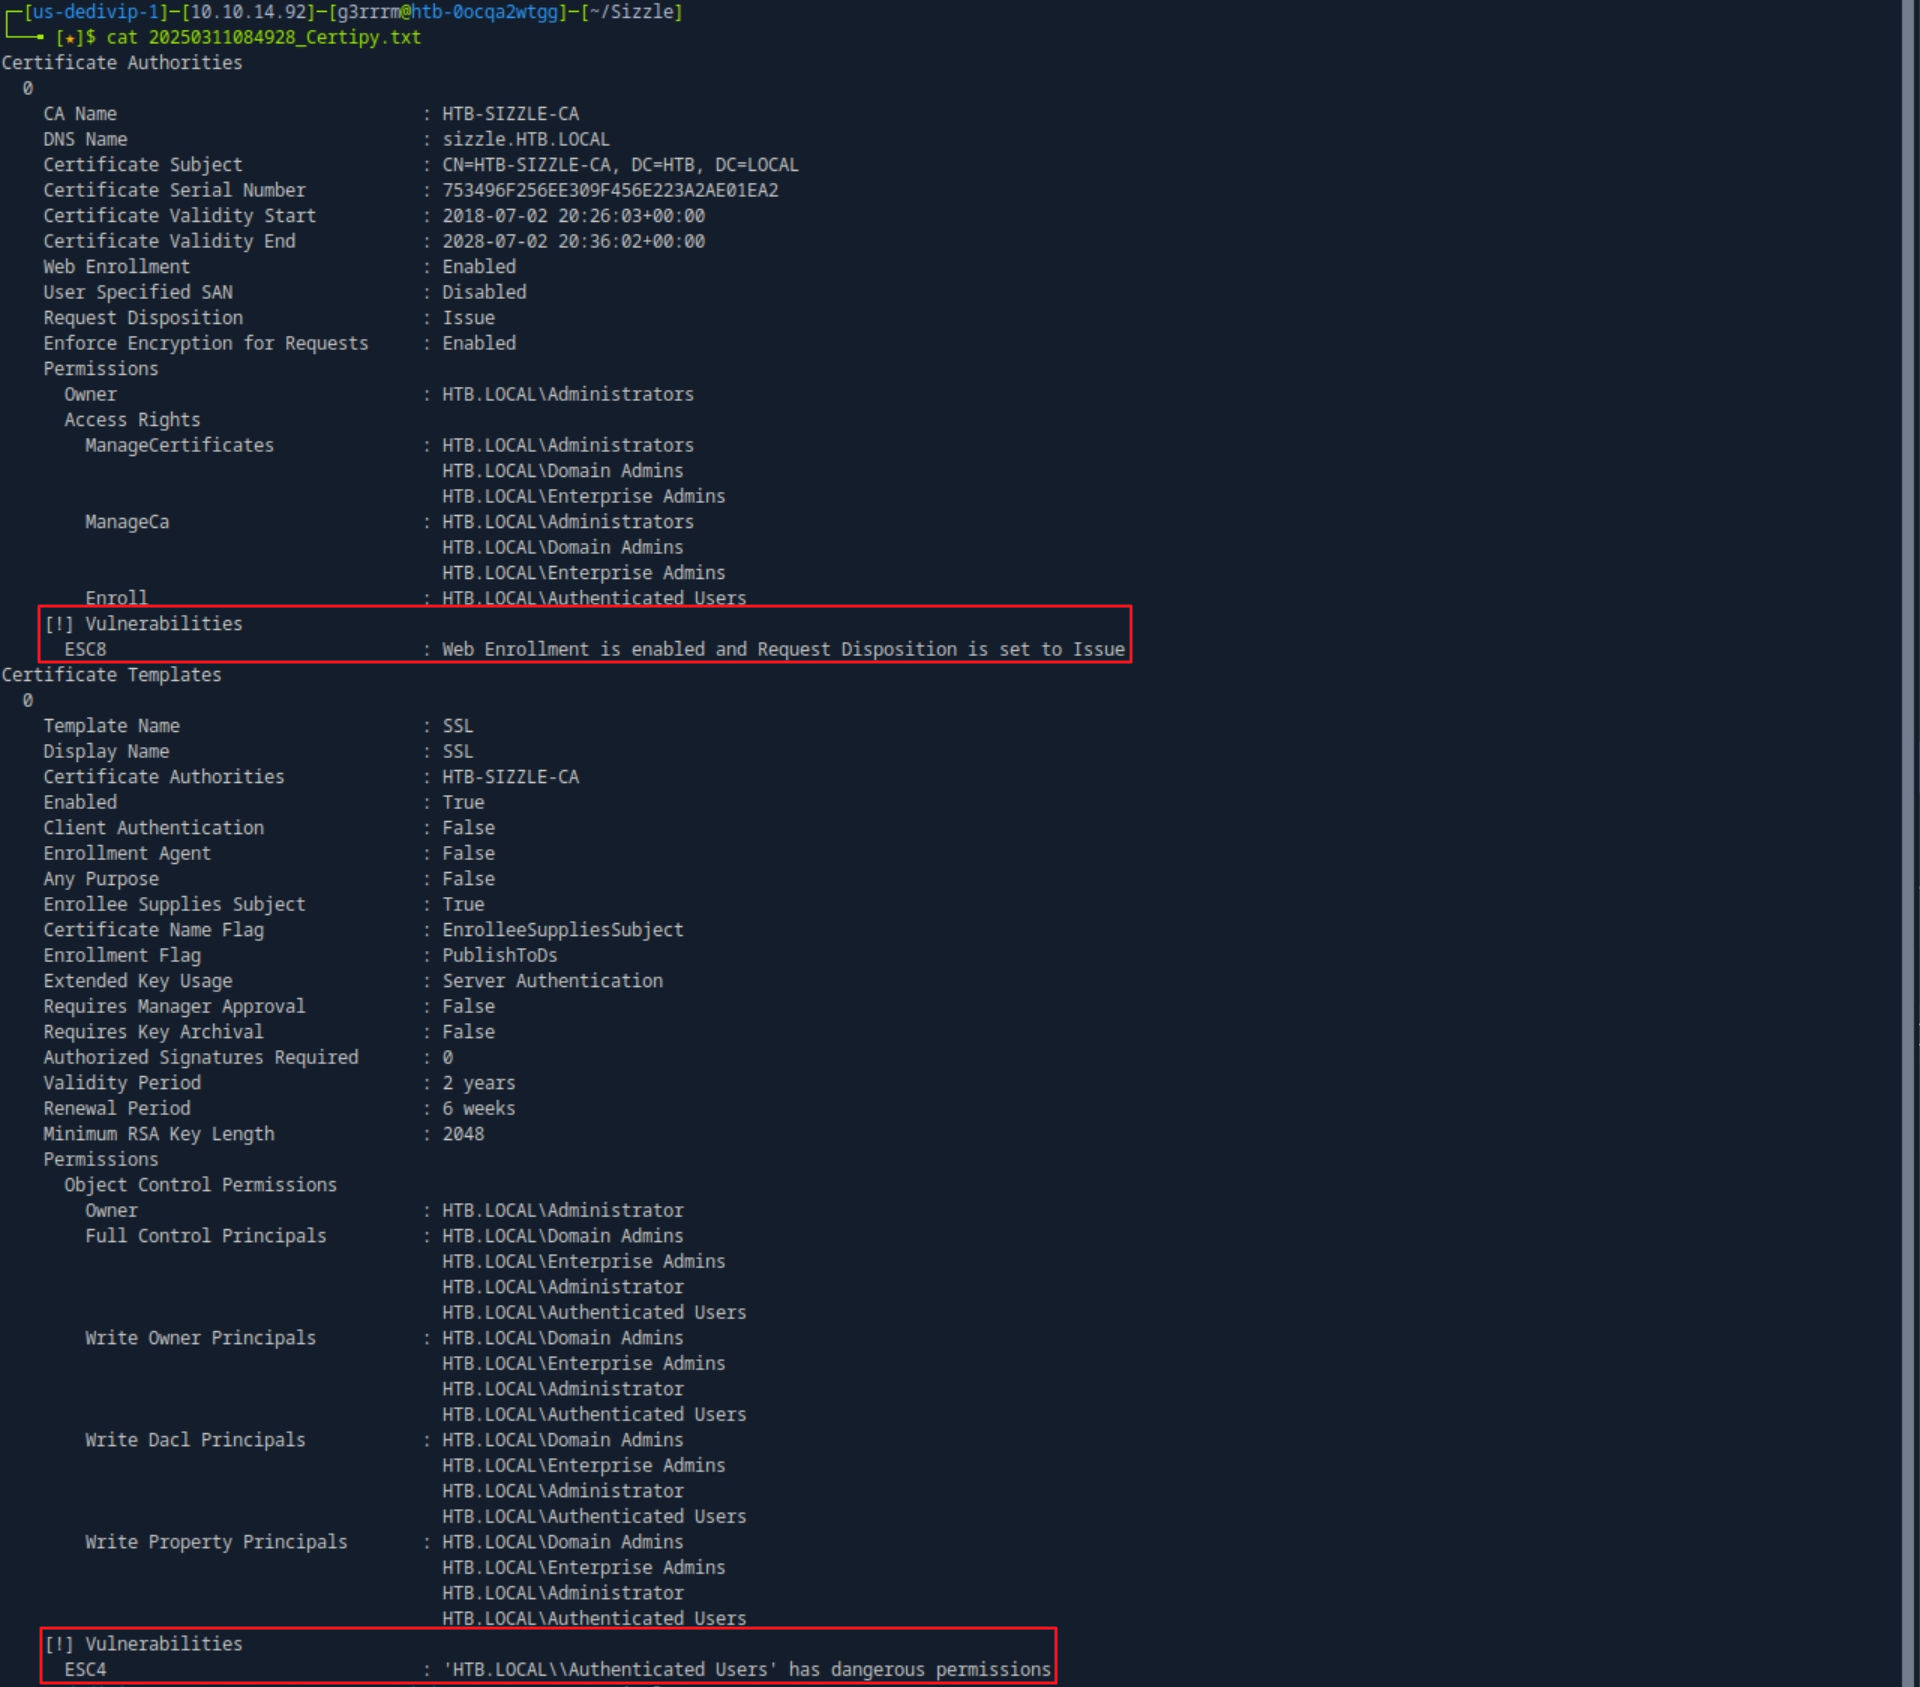 ┌─[us-dedivip-1]─[10.10.14.92]─[g3rrrm@htb-0ocqa2wtgg]─[~/Sizzle]
└──╼ [★]$ cat 20250311084928_Certipy.txt
Certificate Authorities
  0
    CA Name                             : HTB-SIZZLE-CA
    DNS Name                            : sizzle.HTB.LOCAL
    Certificate Subject                 : CN=HTB-SIZZLE-CA, DC=HTB, DC=LOCAL
    Certificate Serial Number           : 753496F256EE309F456E223A2AE01EA2
    Certificate Validity Start          : 2018-07-02 20:26:03+00:00
    Certificate Validity End            : 2028-07-02 20:36:02+00:00
    Web Enrollment                      : Enabled
    User Specified SAN                  : Disabled
    Request Disposition                 : Issue
    Enforce Encryption for Requests     : Enabled
    Permissions
      Owner                             : HTB.LOCAL\Administrators
      Access Rights
        ManageCertificates              : HTB.LOCAL\Administrators
                                          HTB.LOCAL\Domain Admins
                                          HTB.LOCAL\Enterprise Admins
        ManageCa                        : HTB.LOCAL\Administrators
                                          HTB.LOCAL\Domain Admins
                                          HTB.LOCAL\Enterprise Admins
        Enroll                          : HTB.LOCAL\Authenticated Users
    [!] Vulnerabilities
      ESC8                              : Web Enrollment is enabled and Request Disposition is set to Issue
Certificate Templates
  0
    Template Name                       : SSL
    Display Name                        : SSL
    Certificate Authorities             : HTB-SIZZLE-CA
    Enabled                             : True
    Client Authentication               : False
    Enrollment Agent                    : False
    Any Purpose                         : False
    Enrollee Supplies Subject           : True
    Certificate Name Flag               : EnrolleeSuppliesSubject
    Enrollment Flag                     : PublishToDs
    Extended Key Usage                  : Server Authentication
    Requires Manager Approval           : False
    Requires Key Archival               : False
    Authorized Signatures Required      : 0
    Validity Period                     : 2 years
    Renewal Period                      : 6 weeks
    Minimum RSA Key Length              : 2048
    Permissions
      Object Control Permissions
        Owner                           : HTB.LOCAL\Administrator
        Full Control Principals         : HTB.LOCAL\Domain Admins
                                          HTB.LOCAL\Enterprise Admins
                                          HTB.LOCAL\Administrator
                                          HTB.LOCAL\Authenticated Users
        Write Owner Principals          : HTB.LOCAL\Domain Admins
                                          HTB.LOCAL\Enterprise Admins
                                          HTB.LOCAL\Administrator
                                          HTB.LOCAL\Authenticated Users
        Write Dacl Principals           : HTB.LOCAL\Domain Admins
                                          HTB.LOCAL\Enterprise Admins
                                          HTB.LOCAL\Administrator
                                          HTB.LOCAL\Authenticated Users
        Write Property Principals       : HTB.LOCAL\Domain Admins
                                          HTB.LOCAL\Enterprise Admins
                                          HTB.LOCAL\Administrator
                                          HTB.LOCAL\Authenticated Users
    [!] Vulnerabilities
      ESC4                              : 'HTB.LOCAL\\Authenticated Users' has dangerous permissions